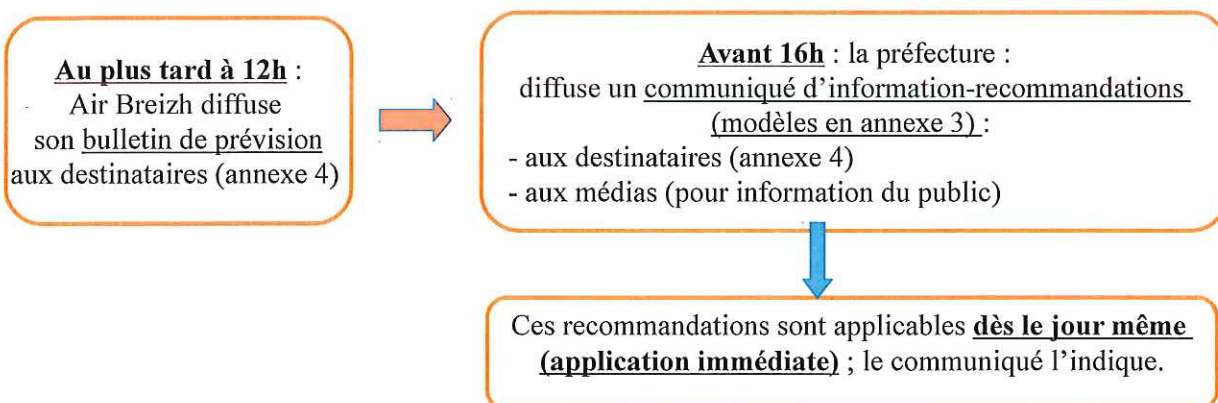 Au plus tard à 12h :
Air Breizh diffuse
son bulletin de prévision
aux destinataires (annexe 4)
Avant 16h : la préfecture :
diffuse un communiqué d'information-recommandations
(modèles en annexe 3) :
- aux destinataires (annexe 4)
- aux médias (pour information du public)
Ces recommandations sont applicables dès le jour même
(application immédiate) ; le communiqué l'indique.